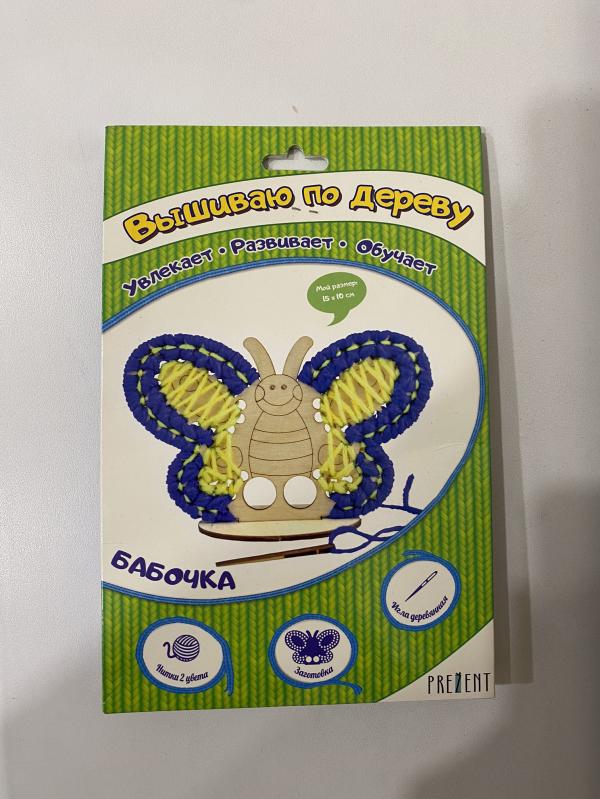 Вышиваю по дереву
Увлекает • Развивает • Обучает
Мой размер:
15 х 10 см
БАБОЧКА
Игла деревянная
Нитки 2 цвета
Заготовка
PREZENT